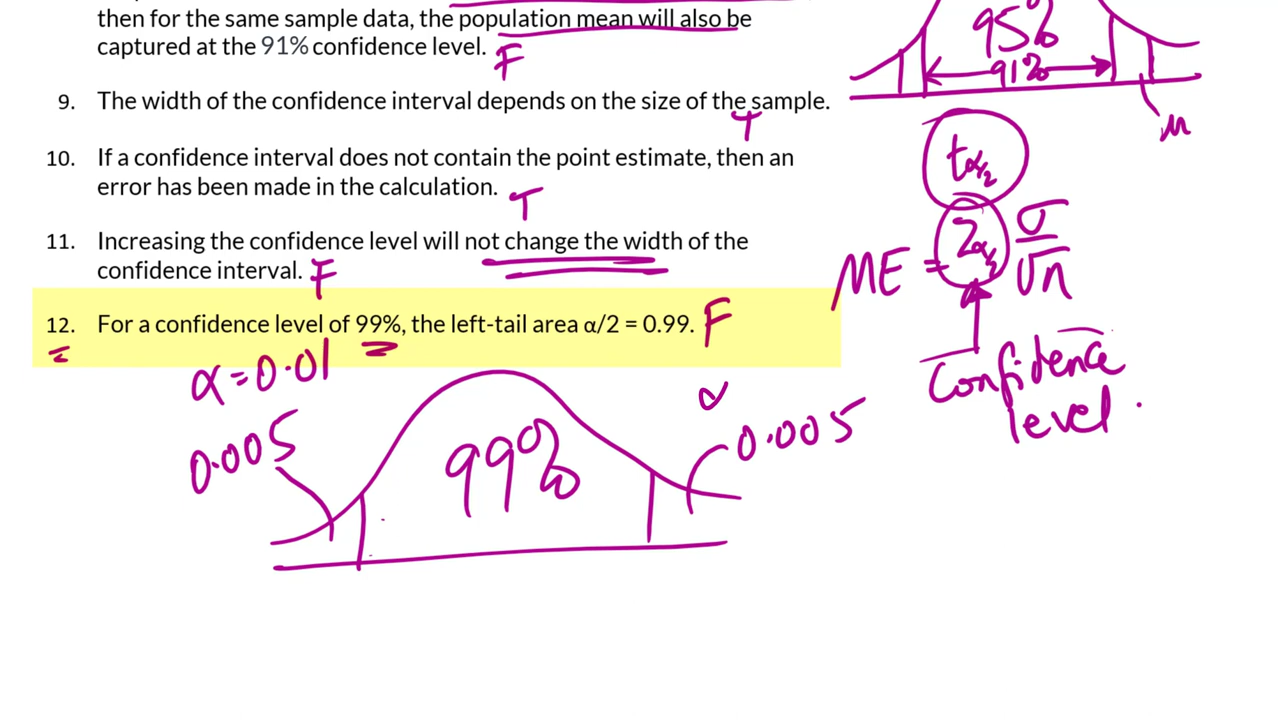 then for the same sample data, the population mean will also be
captured at the 91% confidence level. F
9. The width of the confidence interval depends on the size of the sample.
T
10. If a confidence interval does not contain the point estimate, then an
error has been made in the calculation. T
11. Increasing the confidence level will not change the width of the
confidence interval. F
12. For a confidence level of 99%, the left-tail area α/2 = 0.99. F
α = 0.01
0.005
99%
α
0.005
95%
91%
μ
tα/2
ME = Zα/2 σ/√n
Confidence
level.